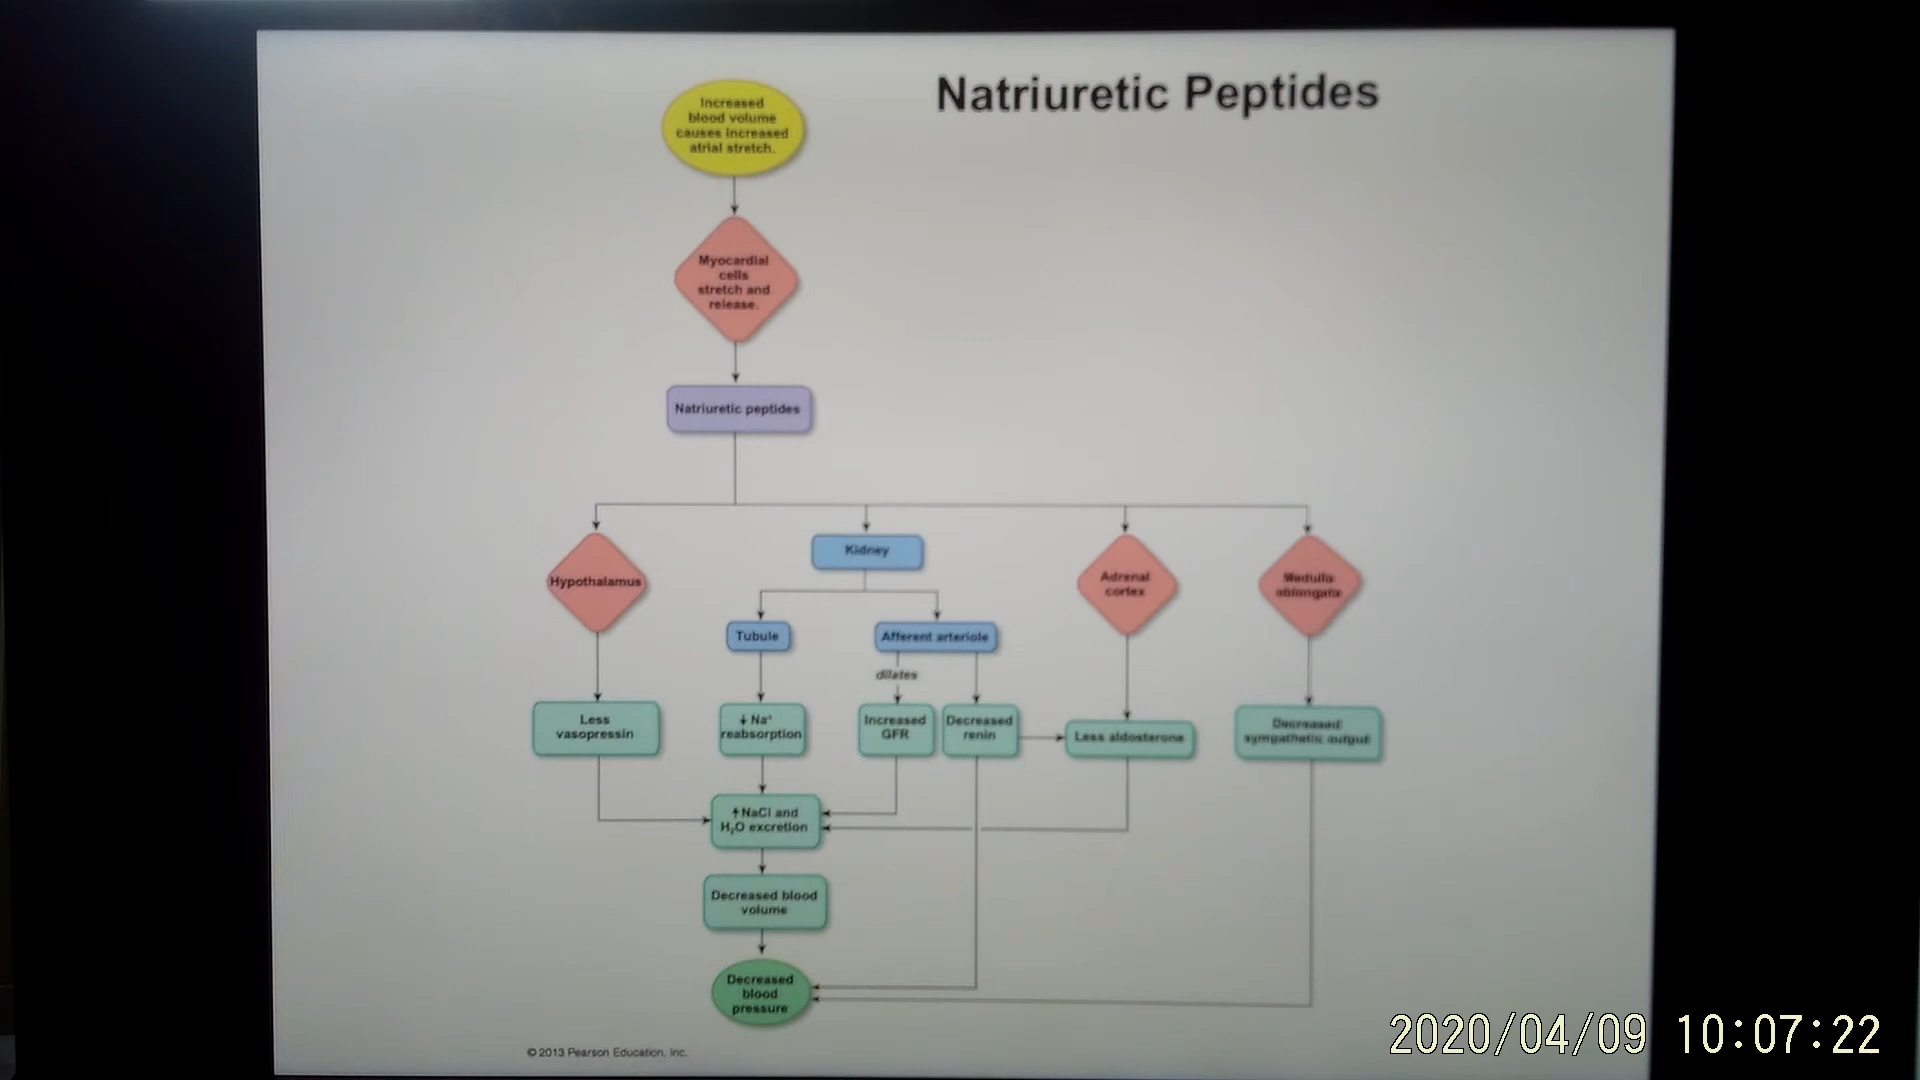 Natriuretic Peptides
Increased
blood volume
causes increased
atrial stretch.
Myocardial
cells
stretch and
release.
Natriuretic peptides
Hypothalamus
Kidney
Adrenal
cortex
Medulla
oblongata
Tubule
Afferent arteriole
dilates
Less
vasopressin
↓ Na⁺
reabsorption
Increased
GFR
Decreased
renin
Less aldosterone
Decreased
sympathetic output
↑NaCl and
H₂O excretion
Decreased blood
volume
Decreased
blood
pressure
© 2013 Pearson Education, Inc.
2020/04/09 10:07:22